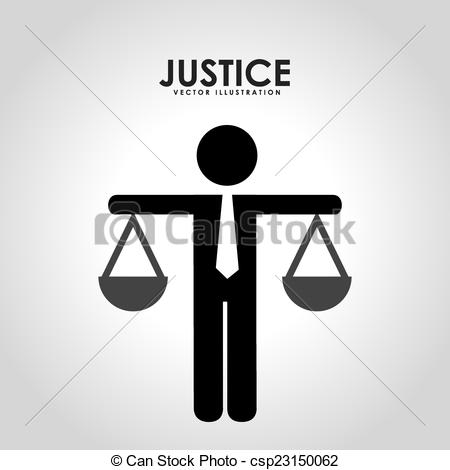 JUSTICE
VECTOR ILLUSTRATION
© Can Stock Photo
© Can Stock Photo - csp23150062